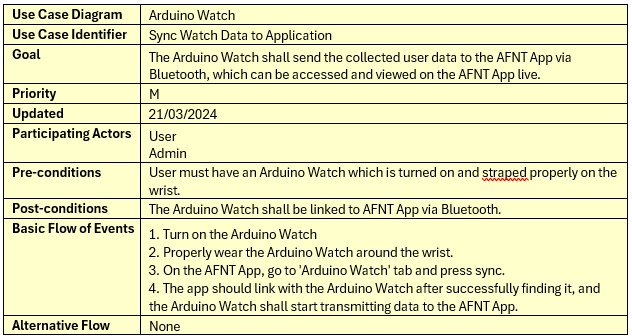 Use Case Diagram Arduino Watch
Use Case Identifier Sync Watch Data to Application
Goal The Arduino Watch shall send the collected user data to the AFNT App via
Bluetooth, which can be accessed and viewed on the AFNT App live.
Priority M
Updated 21/03/2024
Participating Actors User
Admin
Pre-conditions User must have an Arduino Watch which is turned on and straped properly on the
wrist.
Post-conditions The Arduino Watch shall be linked to AFNT App via Bluetooth.
Basic Flow of Events 1. Turn on the Arduino Watch
2. Properly wear the Arduino Watch around the wrist.
3. On the AFNT App, go to 'Arduino Watch' tab and press sync.
4. The app should link with the Arduino Watch after successfully finding it, and
the Arduino Watch shall start transmitting data to the AFNT App.
Alternative Flow None